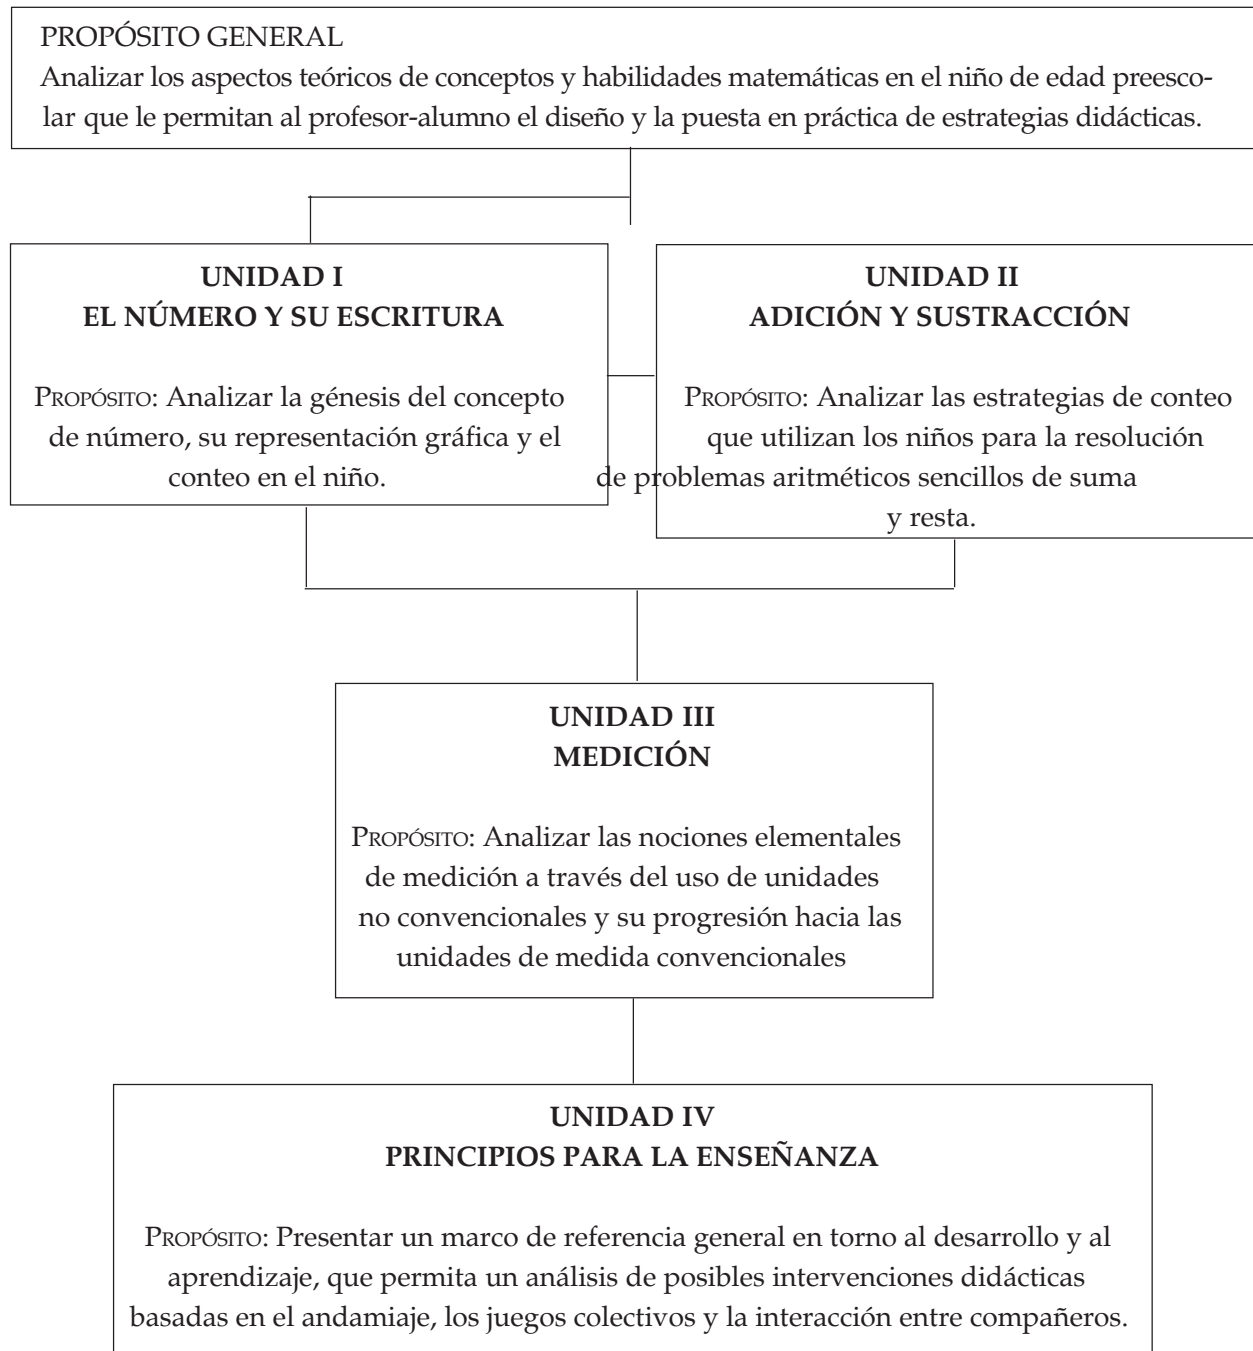 PROPÓSITO GENERAL
Analizar los aspectos teóricos de conceptos y habilidades matemáticas en el niño de edad preesco-
lar que le permitan al profesor-alumno el diseño y la puesta en práctica de estrategias didácticas.
UNIDAD I
EL NÚMERO Y SU ESCRITURA
PROPÓSITO: Analizar la génesis del concepto
de número, su representación gráfica y el
conteo en el niño.
UNIDAD II
ADICIÓN Y SUSTRACCIÓN
PROPÓSITO: Analizar las estrategias de conteo
que utilizan los niños para la resolución
de problemas aritméticos sencillos de suma
y resta.
UNIDAD III
MEDICIÓN
PROPÓSITO: Analizar las nociones elementales
de medición a través del uso de unidades
no convencionales y su progresión hacia las
unidades de medida convencionales
UNIDAD IV
PRINCIPIOS PARA LA ENSEÑANZA
PROPÓSITO: Presentar un marco de referencia general en torno al desarrollo y al
aprendizaje, que permita un análisis de posibles intervenciones didácticas
basadas en el andamiaje, los juegos colectivos y la interacción entre compañeros.